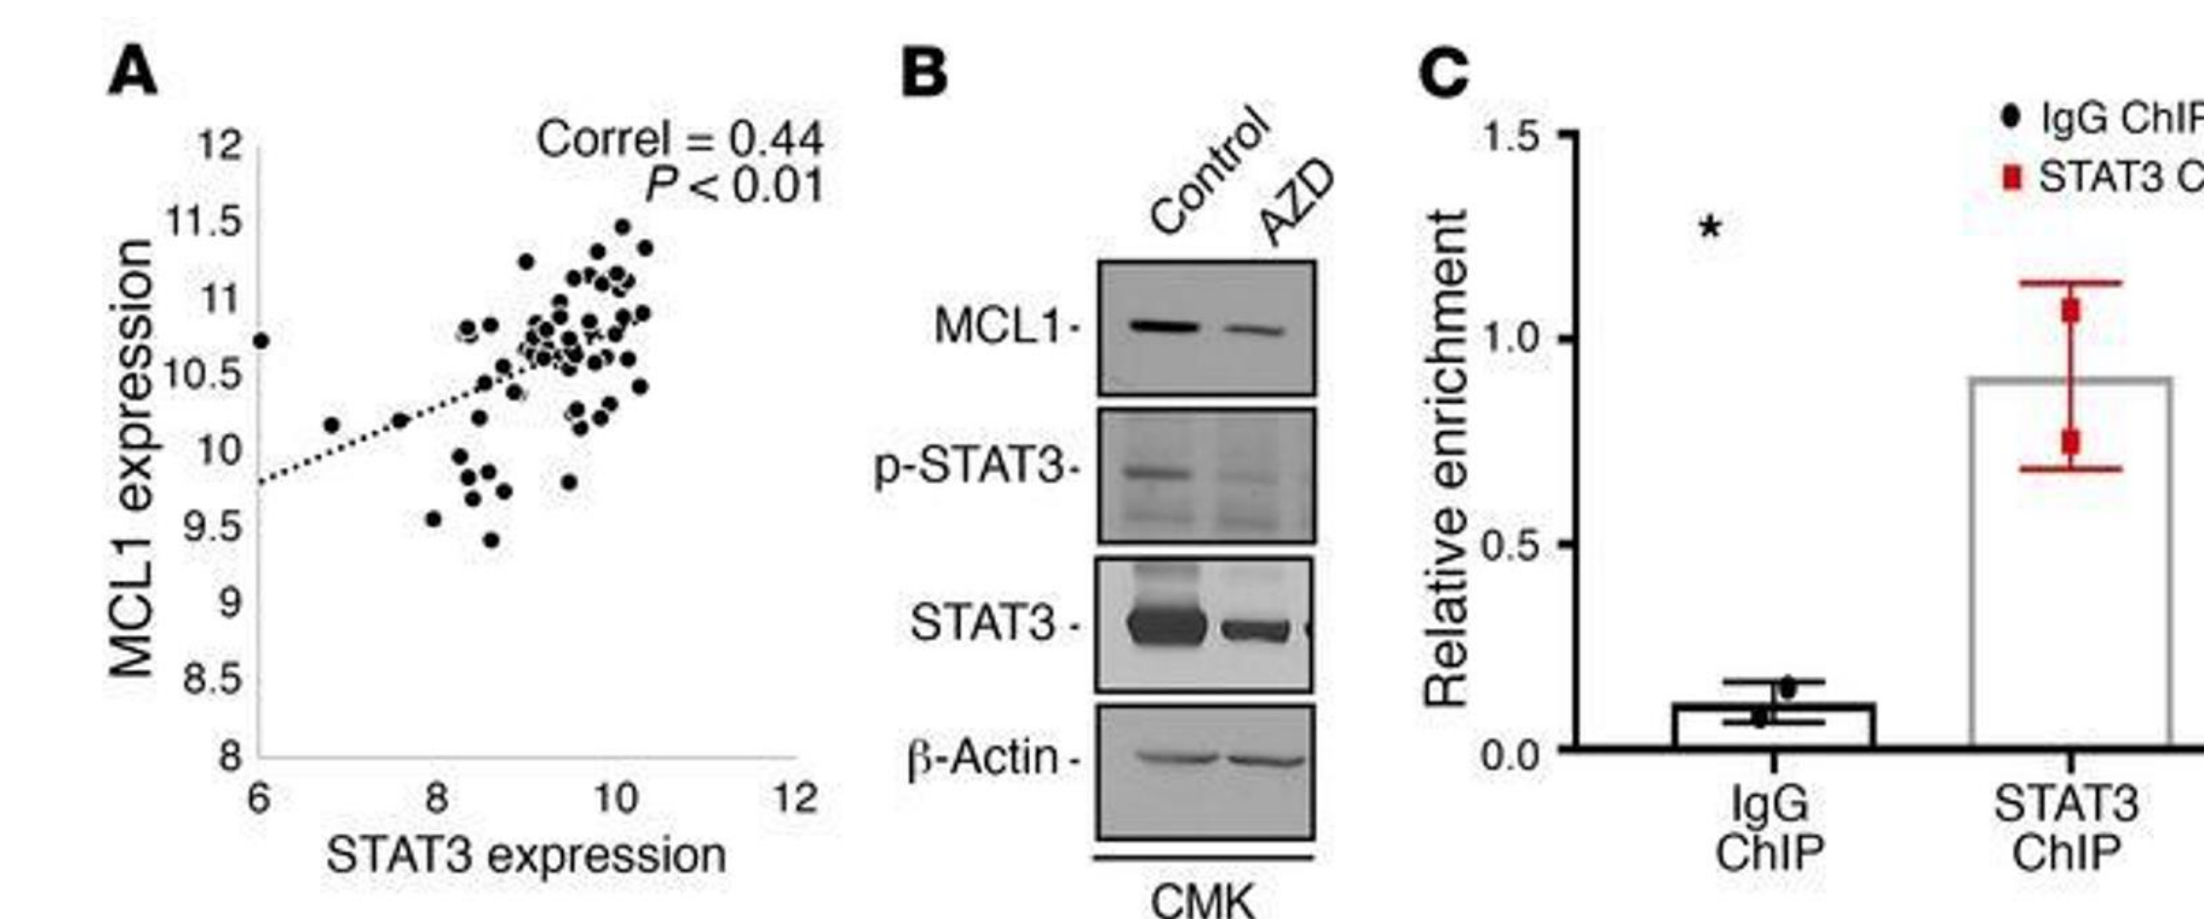 A
Correl = 0.44
P < 0.01
MCL1 expression
12
11.5
11
10.5
10
9.5
9
8.5
8
6 8 10 12
STAT3 expression
B
Control AZD
MCL1-
p-STAT3-
STAT3 -
β-Actin -
CMK
C
IgG ChIP
STAT3 C
*
Relative enrichment
1.5
1.0
0.5
0.0
IgG STAT3
ChIP ChIP